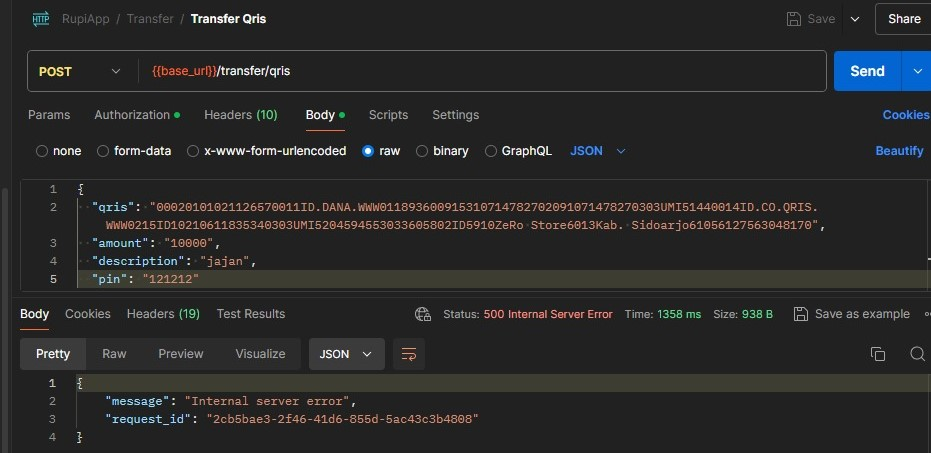 HTTP RupiApp / Transfer / Transfer Qris Save Share
POST {{base_url}}/transfer/qris Send
Params Authorization Headers (10) Body Scripts Settings Cookies
none form-data x-www-form-urlencoded raw binary GraphQL JSON Beautify
1 {
2 "qris": "00020101021126570011ID.DANA.WWW011893600915310714782702091071478270303UMI51440014ID.CO.QRIS.
WWW0215ID10210611835340303UMI5204594553033605802ID5910ZeRo Store6013Kab. Sidoarjo61056127563048170",
3 "amount": "10000",
4 "description": "jajan",
5 "pin": "121212"
Body Cookies Headers (19) Test Results Status: 500 Internal Server Error Time: 1358 ms Size: 938 B Save as example
Pretty Raw Preview Visualize JSON
1 {
2 "message": "Internal server error",
3 "request_id": "2cb5bae3-2f46-41d6-855d-5ac43c3b4808"
4 }